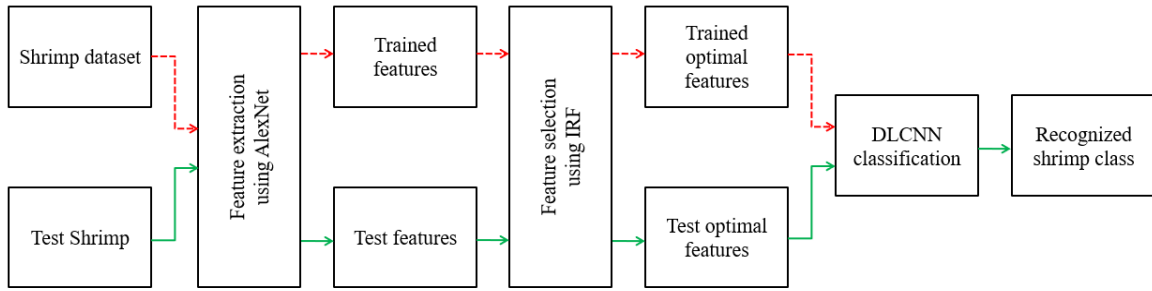 Shrimp dataset
Test Shrimp
Feature extraction
using AlexNet
Trained
features
Test features
Feature selection
using IRF
Trained
optimal
features
Test optimal
features
DLCNN
classification
Recognized
shrimp class